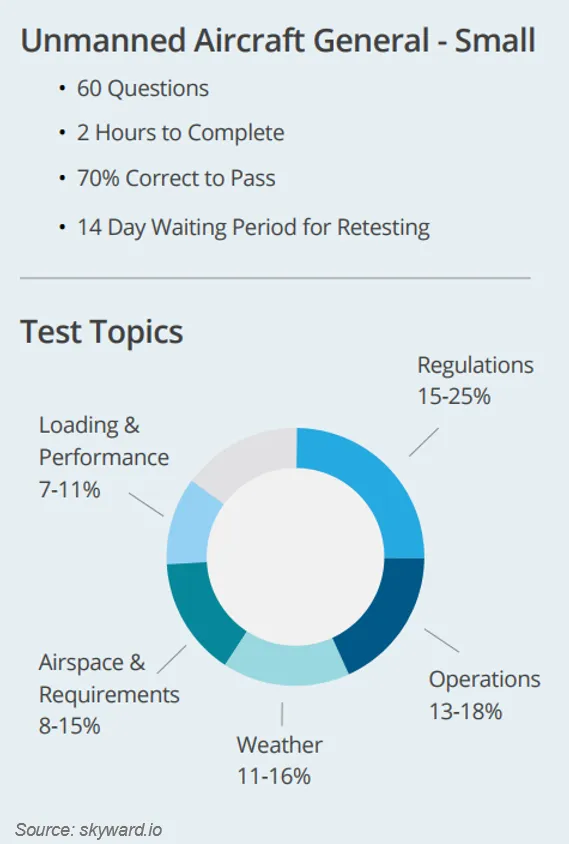 Unmanned Aircraft General - Small
• 60 Questions
• 2 Hours to Complete
• 70% Correct to Pass
• 14 Day Waiting Period for Retesting
Test Topics
Regulations
15-25%
Loading &
Performance
7-11%
Operations
13-18%
Airspace &
Requirements
8-15%
Weather
11-16%
Source: skyward.io